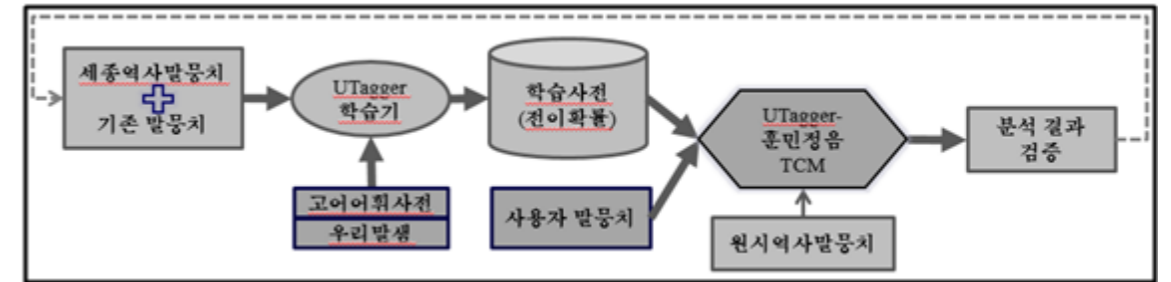 세종역사말뭉치
기존 말뭉치
UTagger
학습기
고어어휘사전
우리말샘
학습사전
(전이확률)
사용자 말뭉치
UTagger-
훈민정음
TCM
원시역사말뭉치
분석 결과
검증